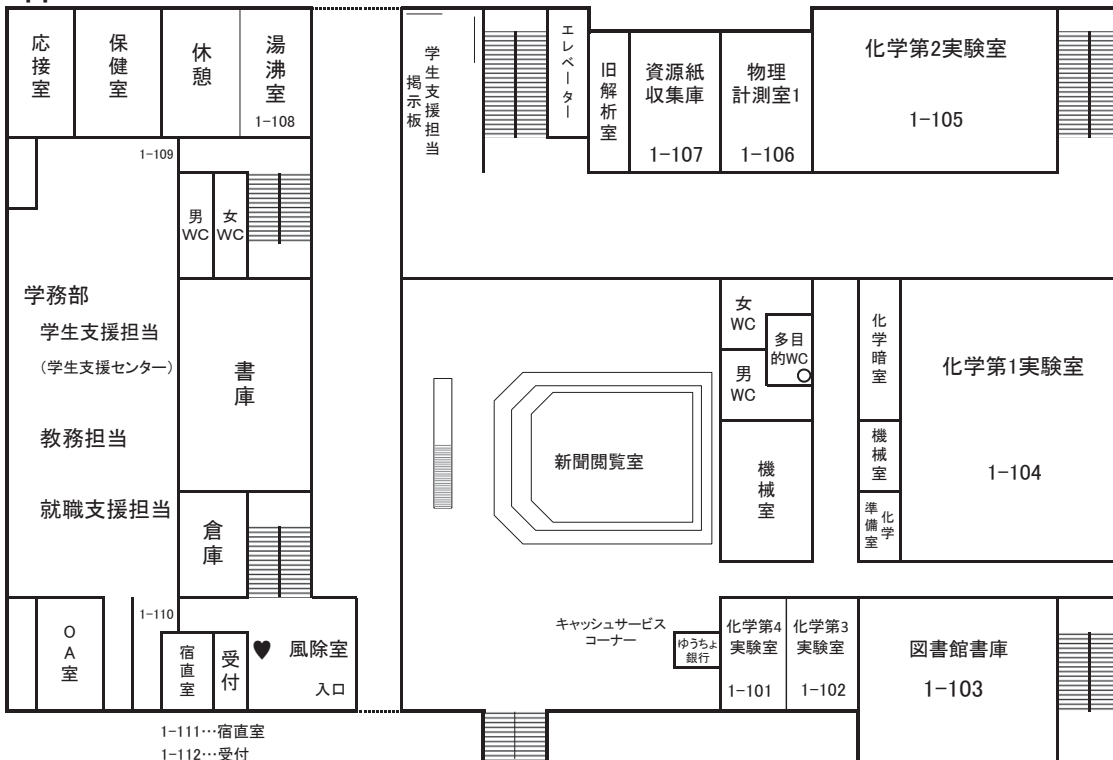 応接室
保健室
休憩
湯沸室
1-108
学生支援担当
掲示板
エレベーター
旧解析室
資源紙
収集庫
1-107
物理
計測室1
1-106
化学第2実験室
1-105
1-109
男
WC
女
WC
学務部
学生支援担当
(学生支援センター)
教務担当
就職支援担当
書庫
倉庫
女
WC
多目
的WC
男
WC
機械室
新聞閲覧室
化学暗室
機械室
化学
準備室
化学第1実験室
1-104
OA室
1-110
宿直室
受付
♥
風除室
入口
キャッシュサービス
コーナー
ゆうちょ
銀行
化学第4
実験室
1-101
化学第3
実験室
1-102
図書館書庫
1-103
1-111…宿直室
1-112…受付